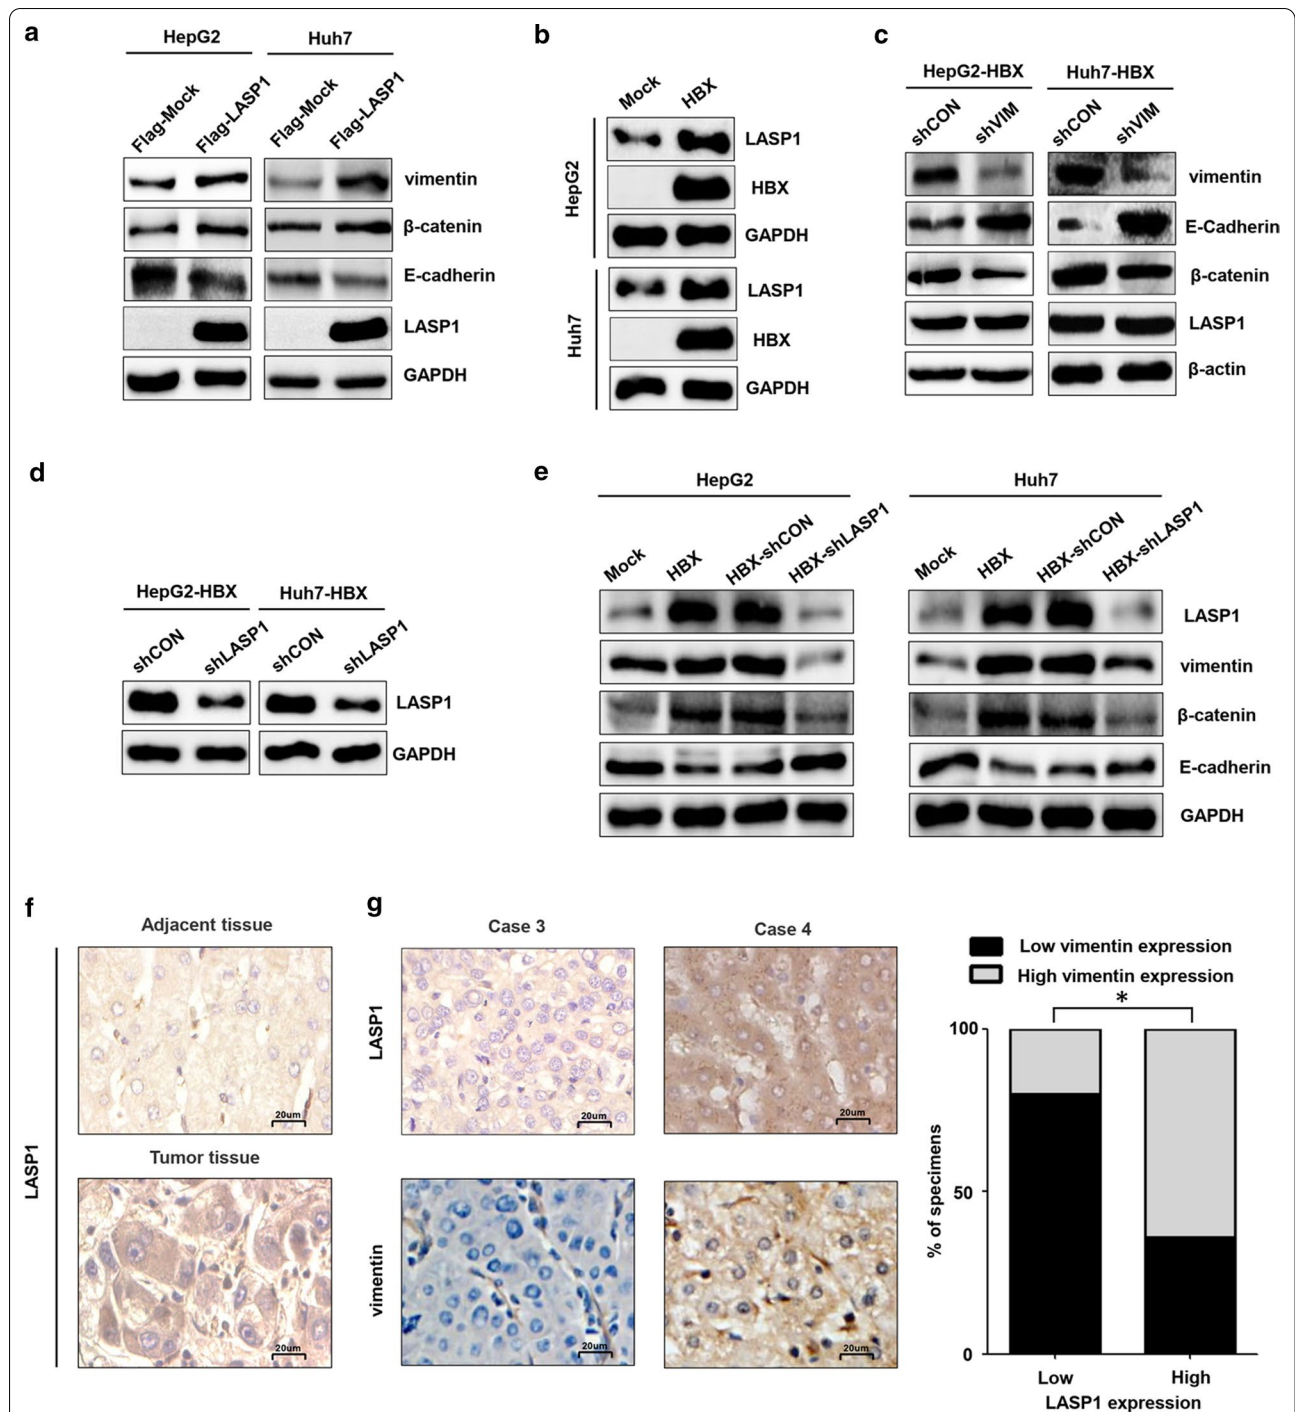 a
HepG2 Huh7
Flag-Mock Flag-LASP1 Flag-Mock Flag-LASP1
vimentin
β-catenin
E-cadherin
LASP1
GAPDH
b
Mock HBX
HepG2
LASP1
HBX
GAPDH
Huh7
LASP1
HBX
GAPDH
c
HepG2-HBX Huh7-HBX
shCON shVIM shCON shVIM
vimentin
E-Cadherin
β-catenin
LASP1
β-actin
d
HepG2-HBX Huh7-HBX
shCON shLASP1 shCON shLASP1
LASP1
GAPDH
e
HepG2 Huh7
Mock HBX HBX-shCON HBX-shLASP1 Mock HBX HBX-shCON HBX-shLASP1
LASP1
vimentin
β-catenin
E-cadherin
GAPDH
f
Adjacent tissue
LASP1
20um
Tumor tissue
20um
g
Case 3 Case 4
LASP1
20um 20um
vimentin
20um 20um
Low vimentin expression
High vimentin expression
*
100
50
0
% of specimens
Low High
LASP1 expression